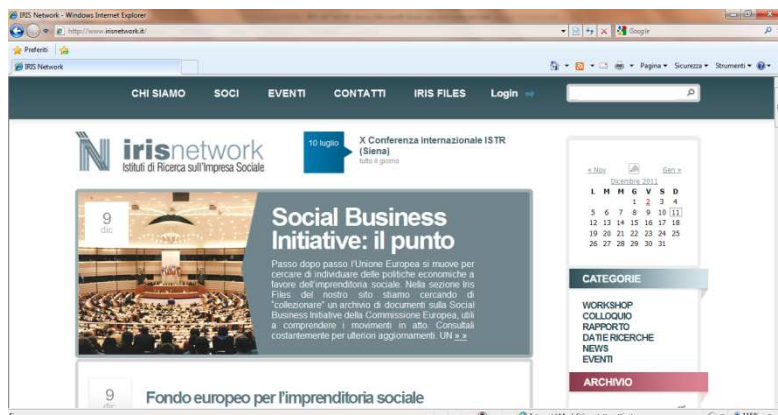 IRIS Network - Windows Internet Explorer
http://www.irisnetwork.it/
Google
Preferiti
IRIS Network
Pagina Sicurezza Strumenti
CHI SIAMO SOCI EVENTI CONTATTI IRIS FILES Login
irisnetwork
Istituti di Ricerca sull'Impresa Sociale
10 luglio
X Conferenza internazionale ISTR
(Siena)
tutto il giorno
9
dic
Social Business
Initiative: il punto
Passo dopo passo l'Unione Europea si muove per
cercare di individuare delle politiche economiche a
favore dell'imprenditoria sociale. Nella sezione Iris
Files del nostro sito stiamo cercando di
"collezionare" un archivio di documenti sulla Social
Business Initiative della Commissione Europea, utili
a comprendere i movimenti in atto. Consultali
costantemente per ulteriori aggiornamenti. UN » »
9
dic
Fondo europeo per l'imprenditoria sociale
« Nov Gen »
Dicembre 2011
L M M G V S D
1 2 3 4
5 6 7 8 9 10 11
12 13 14 15 16 17 18
19 20 21 22 23 24 25
26 27 28 29 30 31
CATEGORIE
WORKSHOP
COLLOQUIO
RAPPORTO
DATI E RICERCHE
NEWS
EVENTI
ARCHIVIO
115%